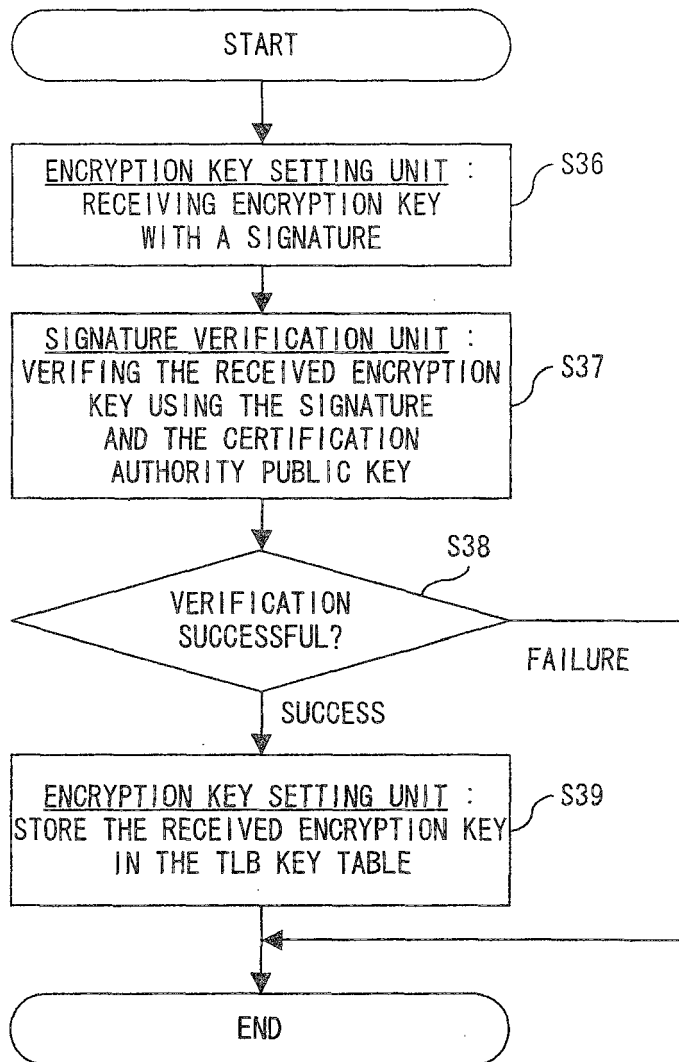 START
ENCRYPTION KEY SETTING UNIT :
RECEIVING ENCRYPTION KEY
WITH A SIGNATURE
S36
SIGNATURE VERIFICATION UNIT :
VERIFING THE RECEIVED ENCRYPTION
KEY USING THE SIGNATURE
AND THE CERTIFICATION
AUTHORITY PUBLIC KEY
S37
S38
VERIFICATION
SUCCESSFUL?
FAILURE
SUCCESS
ENCRYPTION KEY SETTING UNIT :
STORE THE RECEIVED ENCRYPTION KEY
IN THE TLB KEY TABLE
S39
END